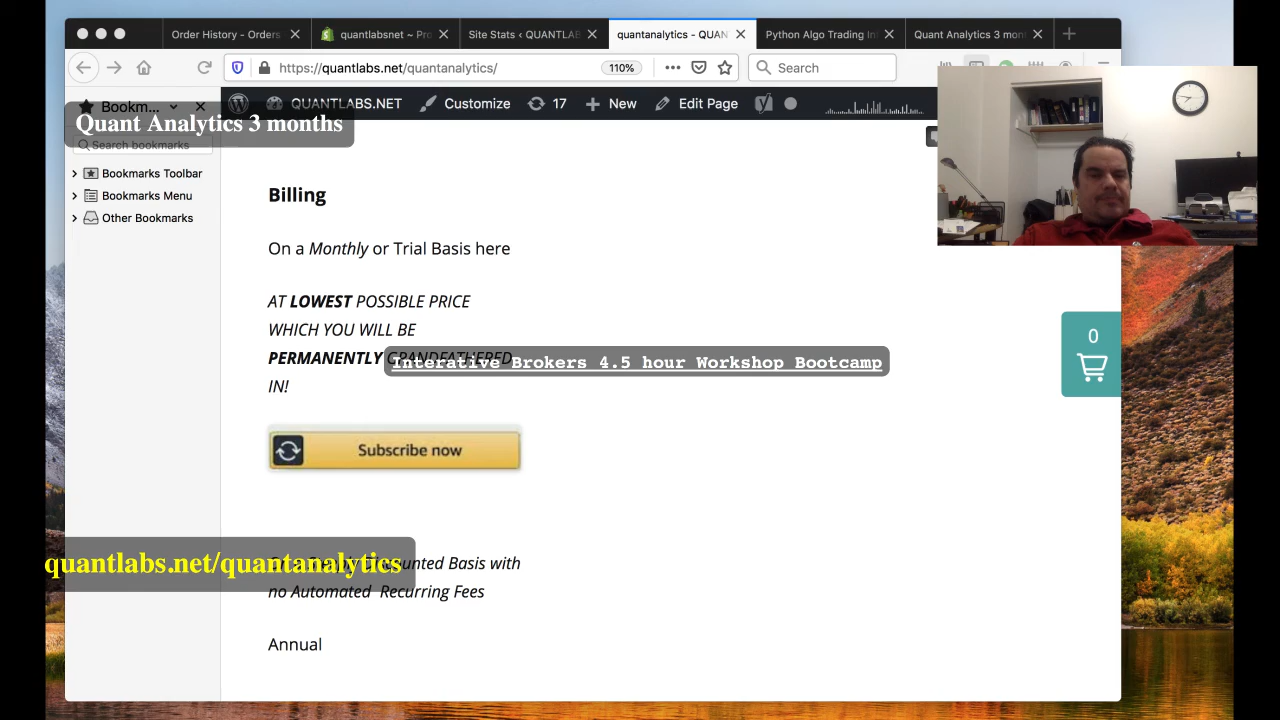 Order History - Orders
quantlabsnet ~ Pro
Site Stats ‹ QUANTLAB
quantanalytics - QUAN
Python Algo Trading In
Quant Analytics 3 mon
https://quantlabs.net/quantanalytics/
110%
Search
QUANTLABS.NET
Customize
17
New
Edit Page
Bookm...
Quant Analytics 3 months
Search bookmarks
Bookmarks Toolbar
Bookmarks Menu
Other Bookmarks
Billing
On a Monthly or Trial Basis here
AT LOWEST POSSIBLE PRICE
WHICH YOU WILL BE
PERMANENTLY GRANDFATHERED
IN!
Interative Brokers 4.5 hour Workshop Bootcamp
0
Subscribe now
quantlabs.net/quantanalytics
Discounted Basis with
no Automated Recurring Fees
Annual